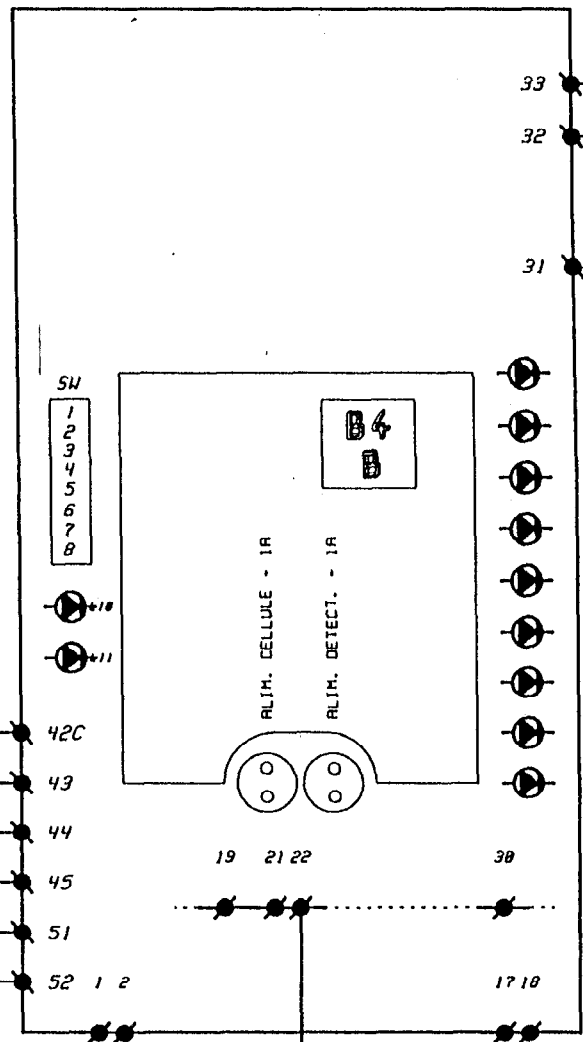 33
32
31
SW
1
2
3
4
5
6
7
8
B4
B
ALIM. CELLULE - 1A
ALIM. DETECT. - 1A
+10
+11
42C
43
44
45
51
52
19 21 22 30
1 2 17 18